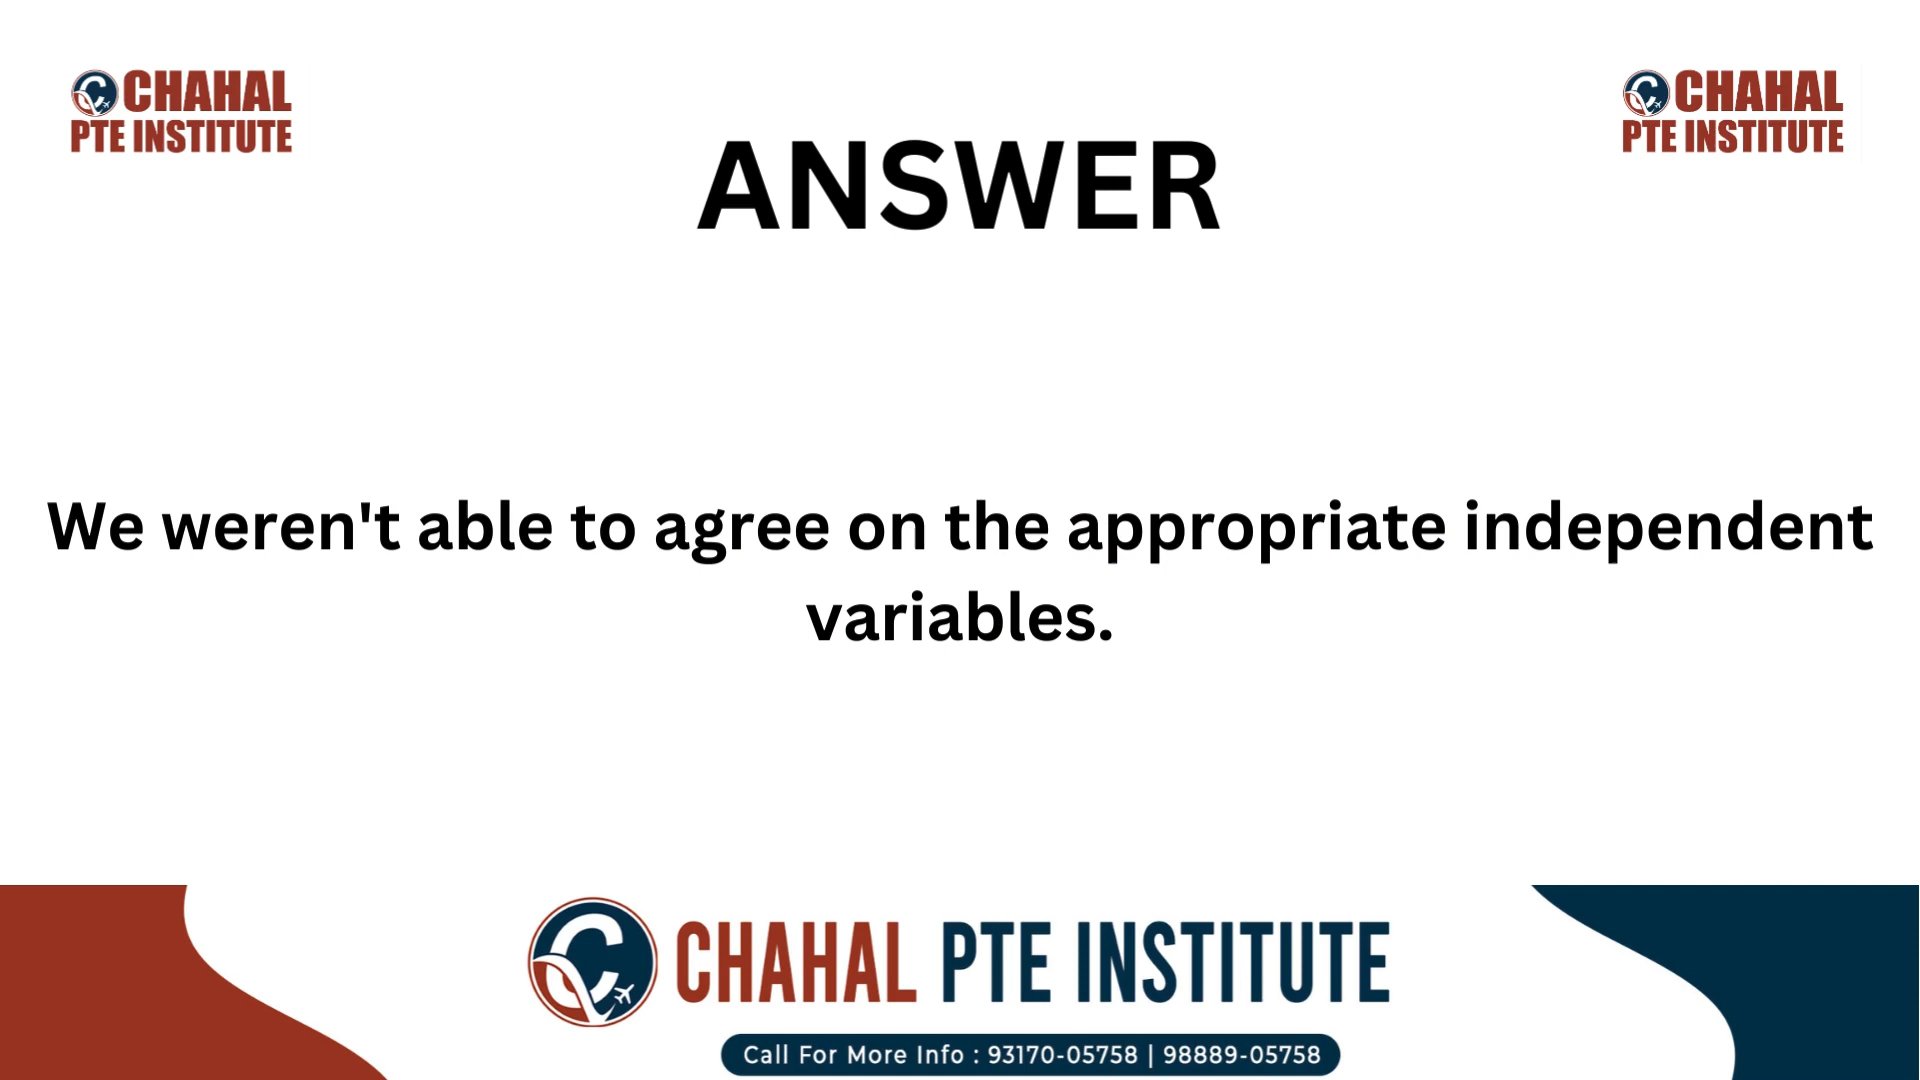 CHAHAL
PTE INSTITUTE
CHAHAL
PTE INSTITUTE
ANSWER
We weren't able to agree on the appropriate independent
variables.
CHAHAL PTE INSTITUTE
Call For More Info : 93170-05758 | 98889-05758